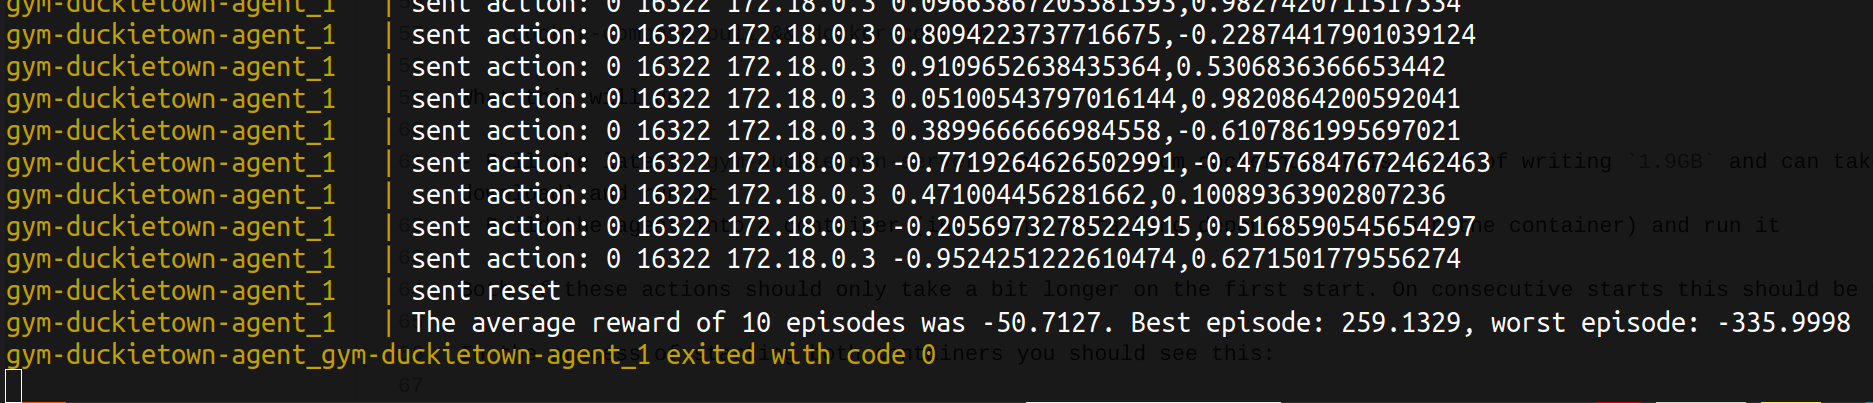 gym-duckietown-agent_1 | sent action: 0 16322 172.18.0.3 0.09663867205381393,0.9827420711517334
gym-duckietown-agent_1 | sent action: 0 16322 172.18.0.3 0.8094223737716675,-0.22874417901039124
gym-duckietown-agent_1 | sent action: 0 16322 172.18.0.3 0.9109652638435364,0.5306836366653442
gym-duckietown-agent_1 | sent action: 0 16322 172.18.0.3 0.05100543797016144,0.9820864200592041
gym-duckietown-agent_1 | sent action: 0 16322 172.18.0.3 0.3899666666984558,-0.6107861995697021
gym-duckietown-agent_1 | sent action: 0 16322 172.18.0.3 -0.7719264626502991,-0.47576847672462463 of writing `1.9GB` and can tak
gym-duckietown-agent_1 | sent action: 0 16322 172.18.0.3 0.471004456281662,0.10089363902807236
gym-duckietown-agent_1 | sent action: 0 16322 172.18.0.3 -0.20569732785224915,0.5168590545654297 container) and run it
gym-duckietown-agent_1 | sent action: 0 16322 172.18.0.3 -0.9524251222610474,0.6271501779556274
gym-duckietown-agent_1 | sent reset these actions should only take a bit longer on the first start. On consecutive starts this should be
gym-duckietown-agent_1 | The average reward of 10 episodes was -50.7127. Best episode: 259.1329, worst episode: -335.9998
gym-duckietown-agent_gym-duckietown-agent_1 exited with code 0 containers you should see this:
67